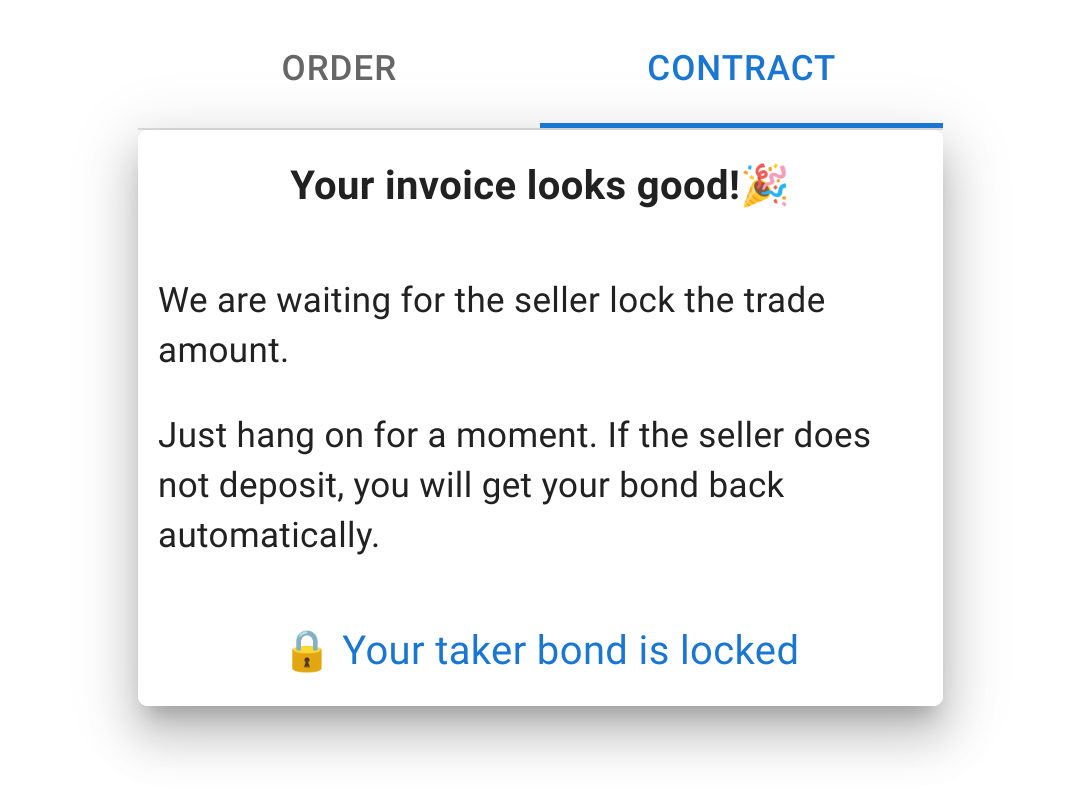 ORDER CONTRACT
Your invoice looks good!🎉
We are waiting for the seller lock the trade
amount.
Just hang on for a moment. If the seller does
not deposit, you will get your bond back
automatically.
🔒 Your taker bond is locked